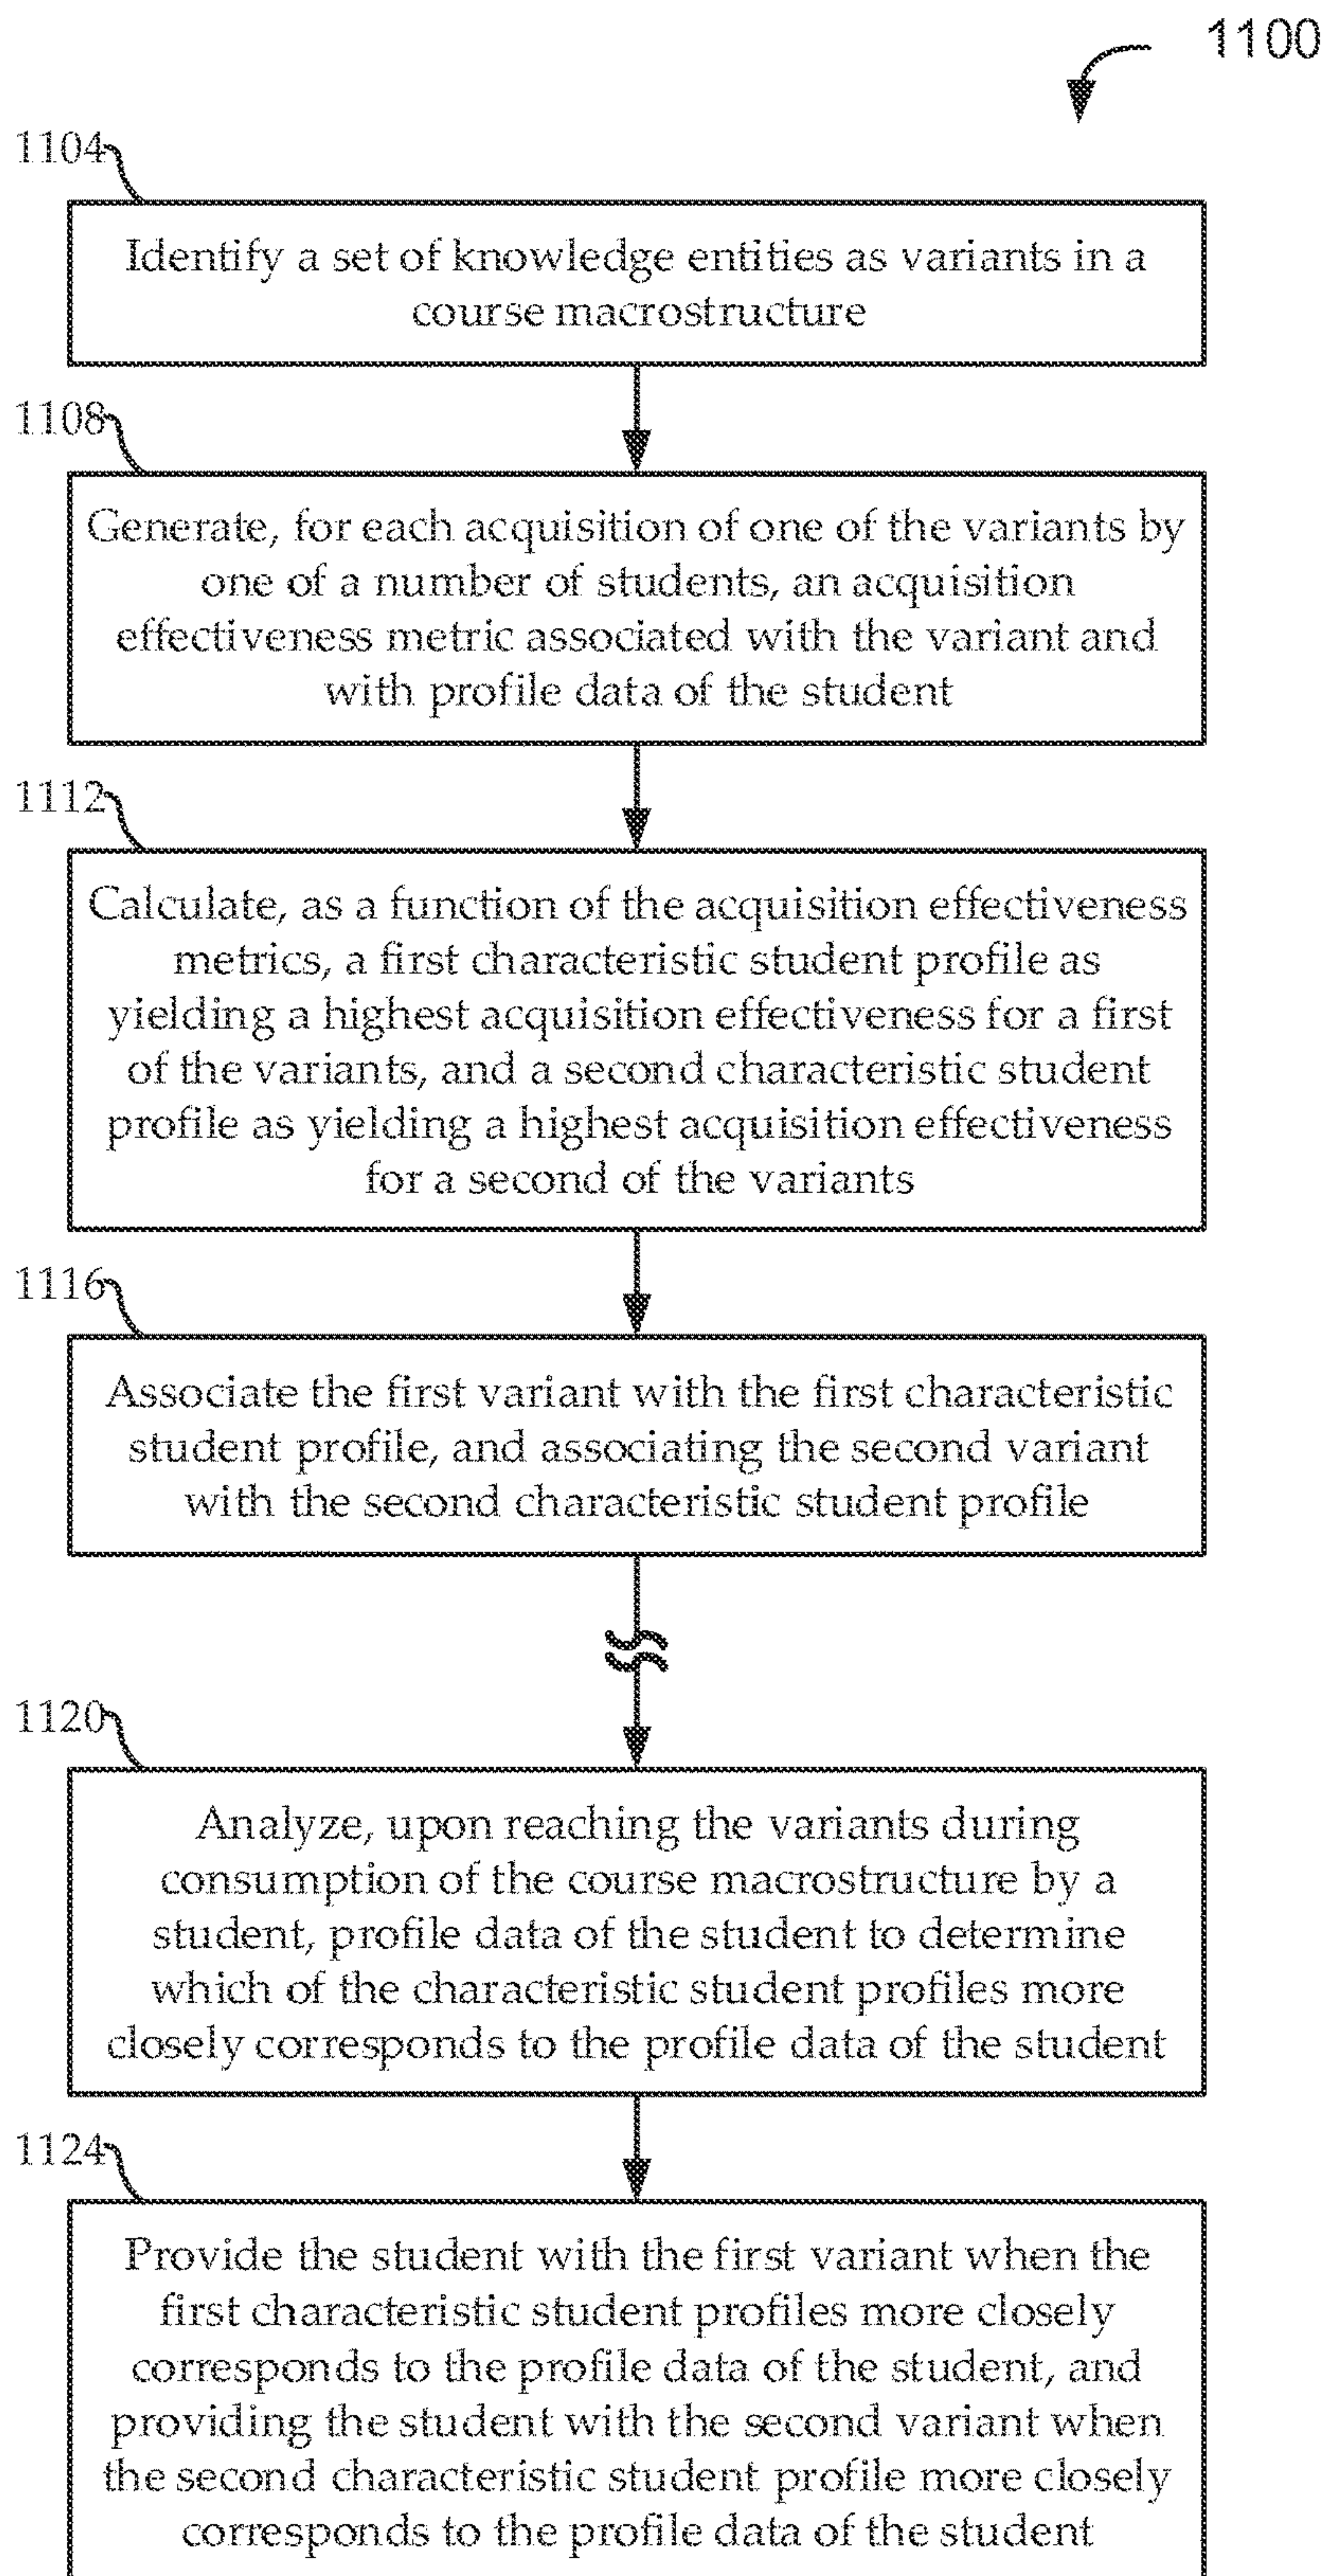 1100
1104
Identify a set of knowledge entities as variants in a
course macrostructure
1108
Generate, for each acquisition of one of the variants by
one of a number of students, an acquisition
effectiveness metric associated with the variant and
with profile data of the student
1112
Calculate, as a function of the acquisition effectiveness
metrics, a first characteristic student profile as
yielding a highest acquisition effectiveness for a first
of the variants, and a second characteristic student
profile as yielding a highest acquisition effectiveness
for a second of the variants
1116
Associate the first variant with the first characteristic
student profile, and associating the second variant
with the second characteristic student profile
1120
Analyze, upon reaching the variants during
consumption of the course macrostructure by a
student, profile data of the student to determine
which of the characteristic student profiles more
closely corresponds to the profile data of the student
1124
Provide the student with the first variant when the
first characteristic student profiles more closely
corresponds to the profile data of the student, and
providing the student with the second variant when
the second characteristic student profile more closely
corresponds to the profile data of the student